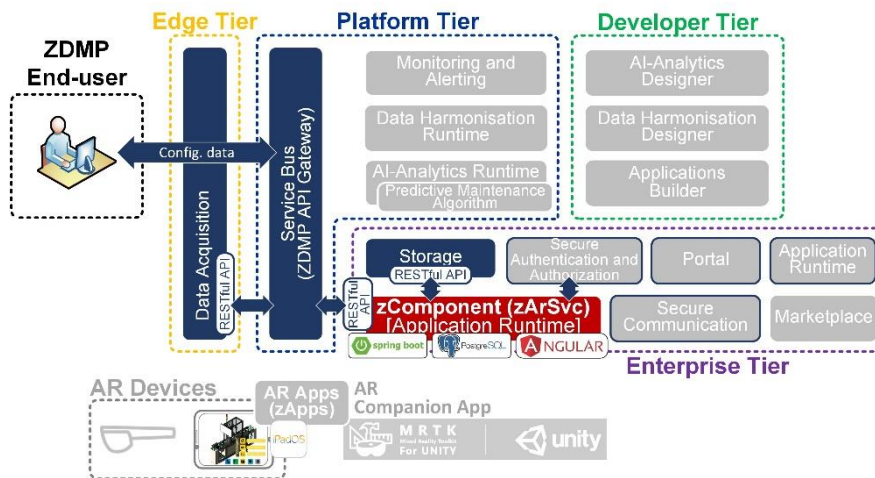 Edge Tier
Platform Tier
Developer Tier
ZDMP
End-user
Config. data
Data Acquisition
RESTful API
Service Bus
(ZDMP API Gateway)
Monitoring and
Alerting
Data Harmonisation
Runtime
AI-Analytics Runtime
Predictive Maintenance
Algorithm
AI-Analytics
Designer
Data Harmonisation
Designer
Applications
Builder
Storage
RESTful API
Secure
Authentication and
Authorization
Portal
Application
Runtime
RESTful
API
zComponent (zArSvc)
[Application Runtime]
Secure
Communication
Marketplace
spring boot
PostgreSQL
ANGULAR
Enterprise Tier
AR Devices
AR Apps
(zApps)
AR
Companion App
iPadOS
MRTK
Mixed Reality Toolkit
For UNITY
unity